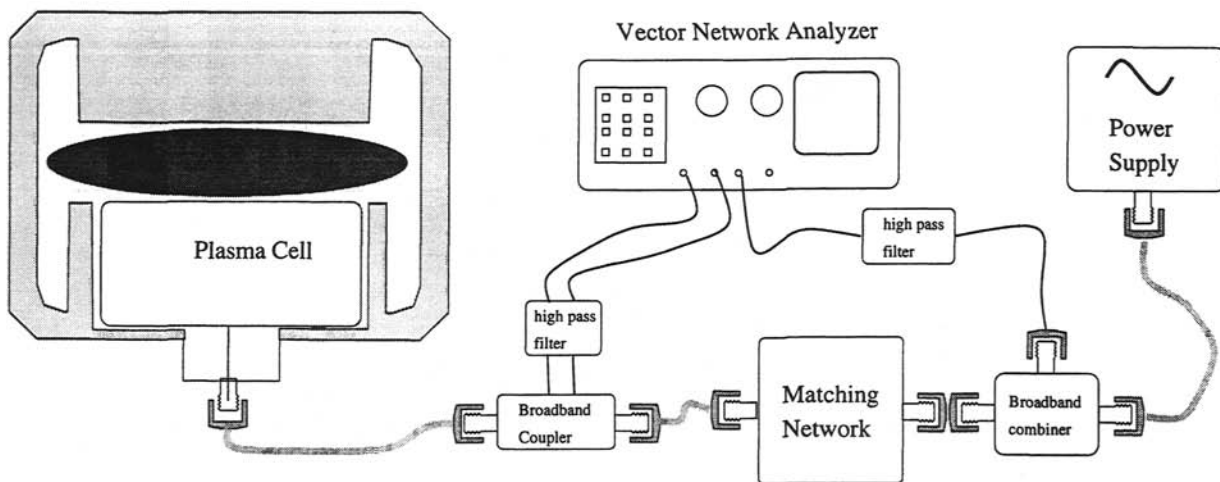 Vector Network Analyzer
Power
Supply
Plasma Cell
high pass
filter
high pass
filter
Broadband
Coupler
Matching
Network
Broadband
combiner